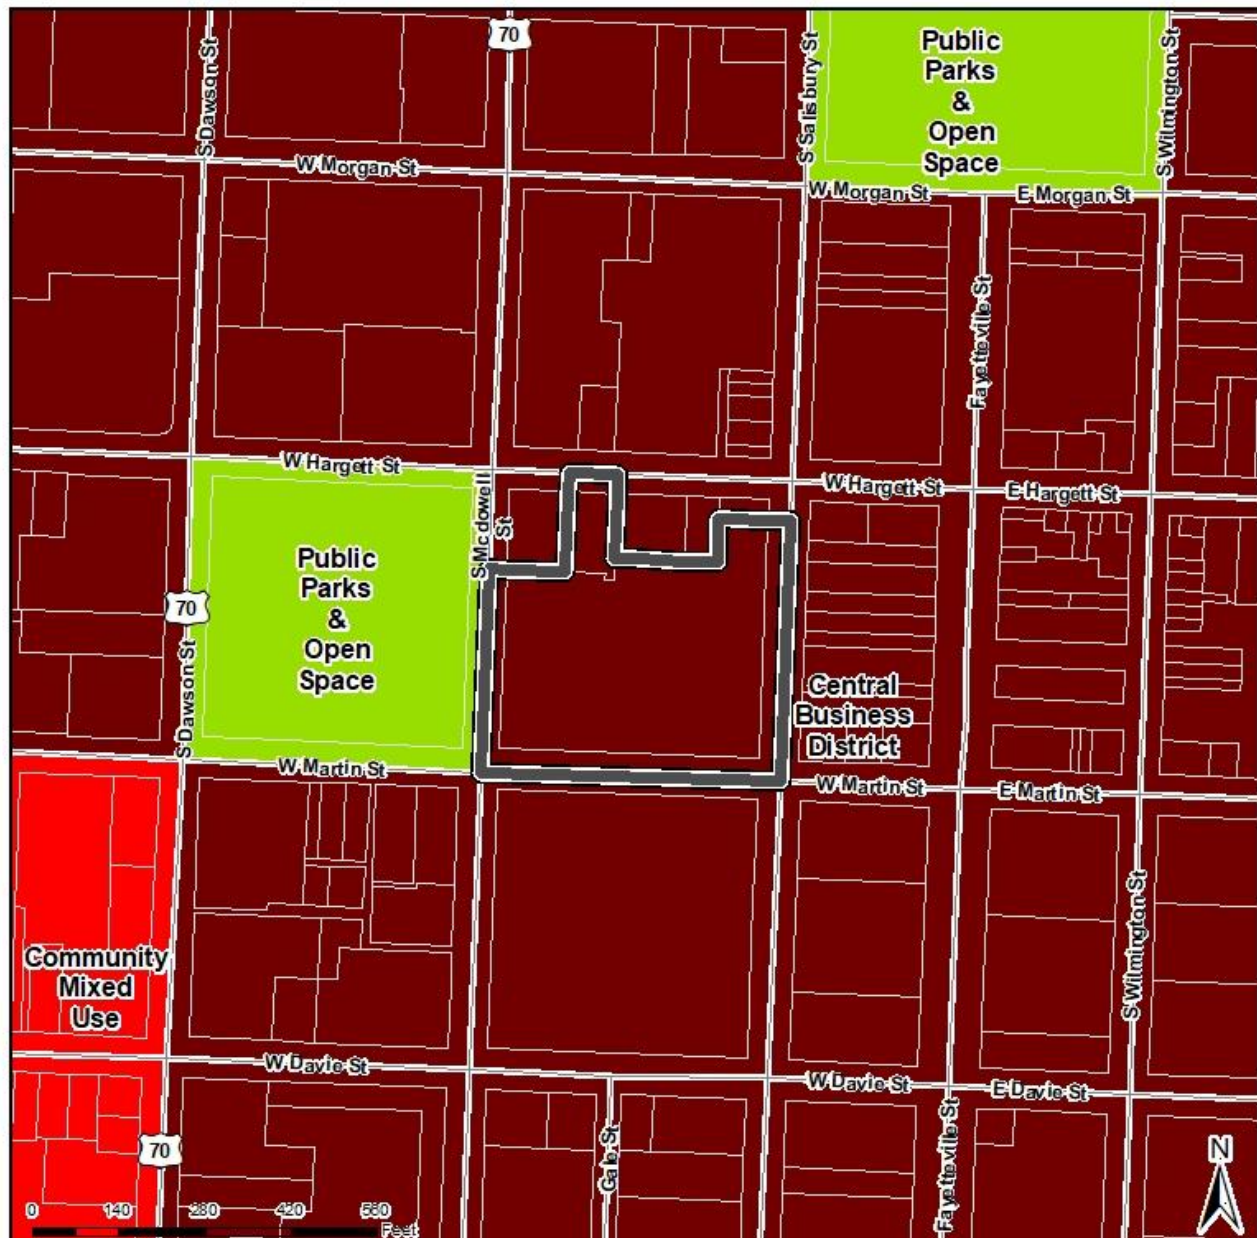 70
Public
Parks
&
Open
Space
S Dawson St
S Salisbury St
S Wilmington St
W Morgan St
W Morgan St
E Morgan St
Fayetteville St
W Hargett St
S Mcdowell
St
W Hargett St
E Hargett St
Public
Parks
&
Open
Space
70
S Dawson St
Central
Business
District
W Martin St
W Martin St
E Martin St
Community
Mixed
Use
S Wilmington St
W Davie St
W Davie St
E Davie St
70
Gale St
Fayetteville St
N
0 140 280 420 560
Feet